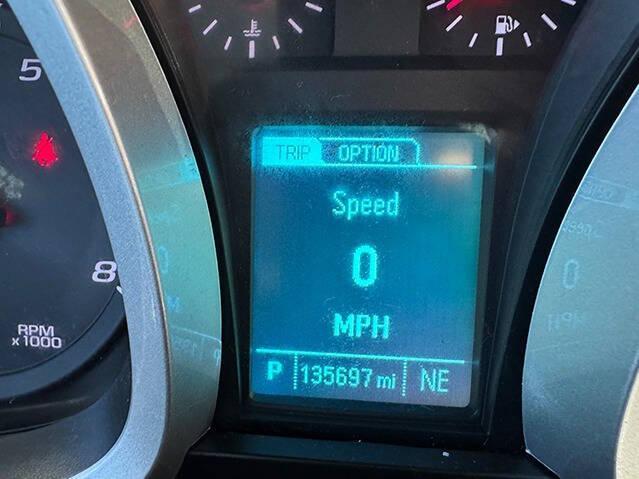 5
8
RPM
x1000
TRIP OPTION
Speed
0
MPH
P 135697 mi NE